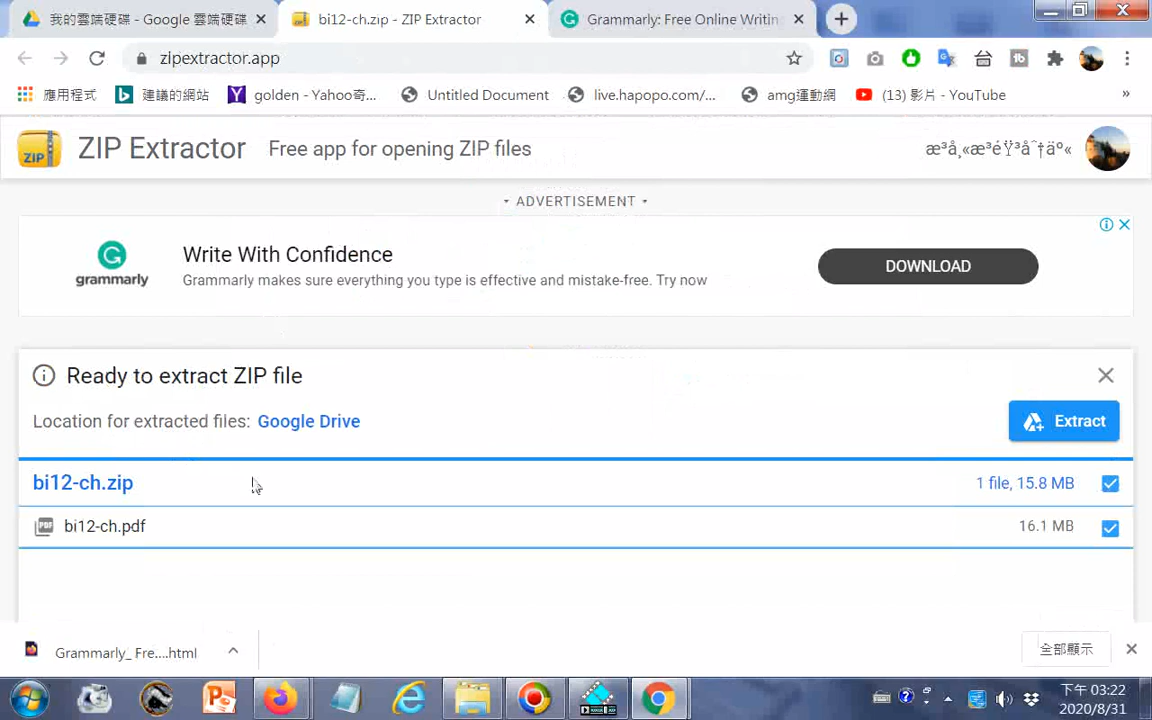 我的雲端硬碟 - Google 雲端硬碟
bi12-ch.zip - ZIP Extractor
Grammarly: Free Online Writin
zipextractor.app
應用程式
建議的網站
golden - Yahoo奇...
Untitled Document
live.hapopo.com/...
amg運動網
(13) 影片 - YouTube
»
ZIP
ZIP Extractor
Free app for opening ZIP files
ADVERTISEMENT
grammarly
Write With Confidence
Grammarly makes sure everything you type is effective and mistake-free. Try now
DOWNLOAD
Ready to extract ZIP file
Location for extracted files: Google Drive
Extract
bi12-ch.zip
1 file, 15.8 MB
PDF
bi12-ch.pdf
16.1 MB
Grammarly_ Fre....html
全部顯示
下午 03:22
2020/8/31